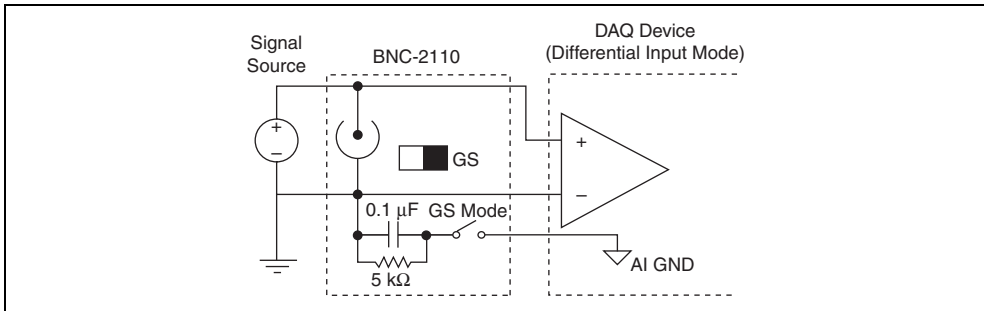 Signal
Source
BNC-2110
DAQ Device
(Differential Input Mode)
+
–
GS
+
–
0.1 µF
GS Mode
5 kΩ
AI GND